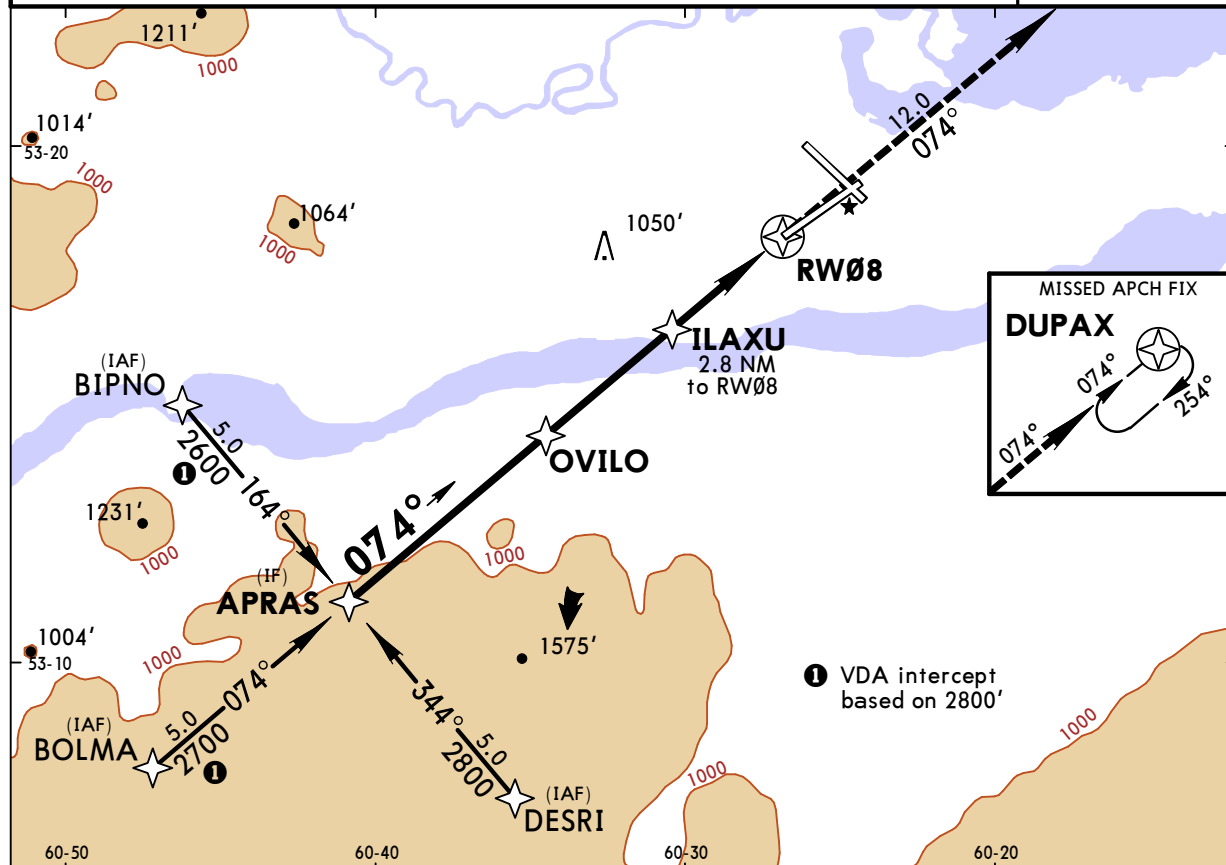 1211'
1000
1014'
53-20
1000
1064'
1000
1050'
12.0
074°
RWØ8
MISSED APCH FIX
DUPAX
074°
254°
074°
ILAXU
2.8 NM
to RWØ8
(IAF)
BIPNO
5.0
2600
1
164°
OVILO
1231'
1000
074°
1000
(IF)
APRAS
1004'
53-10
1000
1575'
1 VDA intercept
based on 2800'
(IAF)
BOLMA
5.0
074°
2700
1
344°
5.0
2800
(IAF)
DESRI
1000
1000
60-50
60-40
60-30
60-20